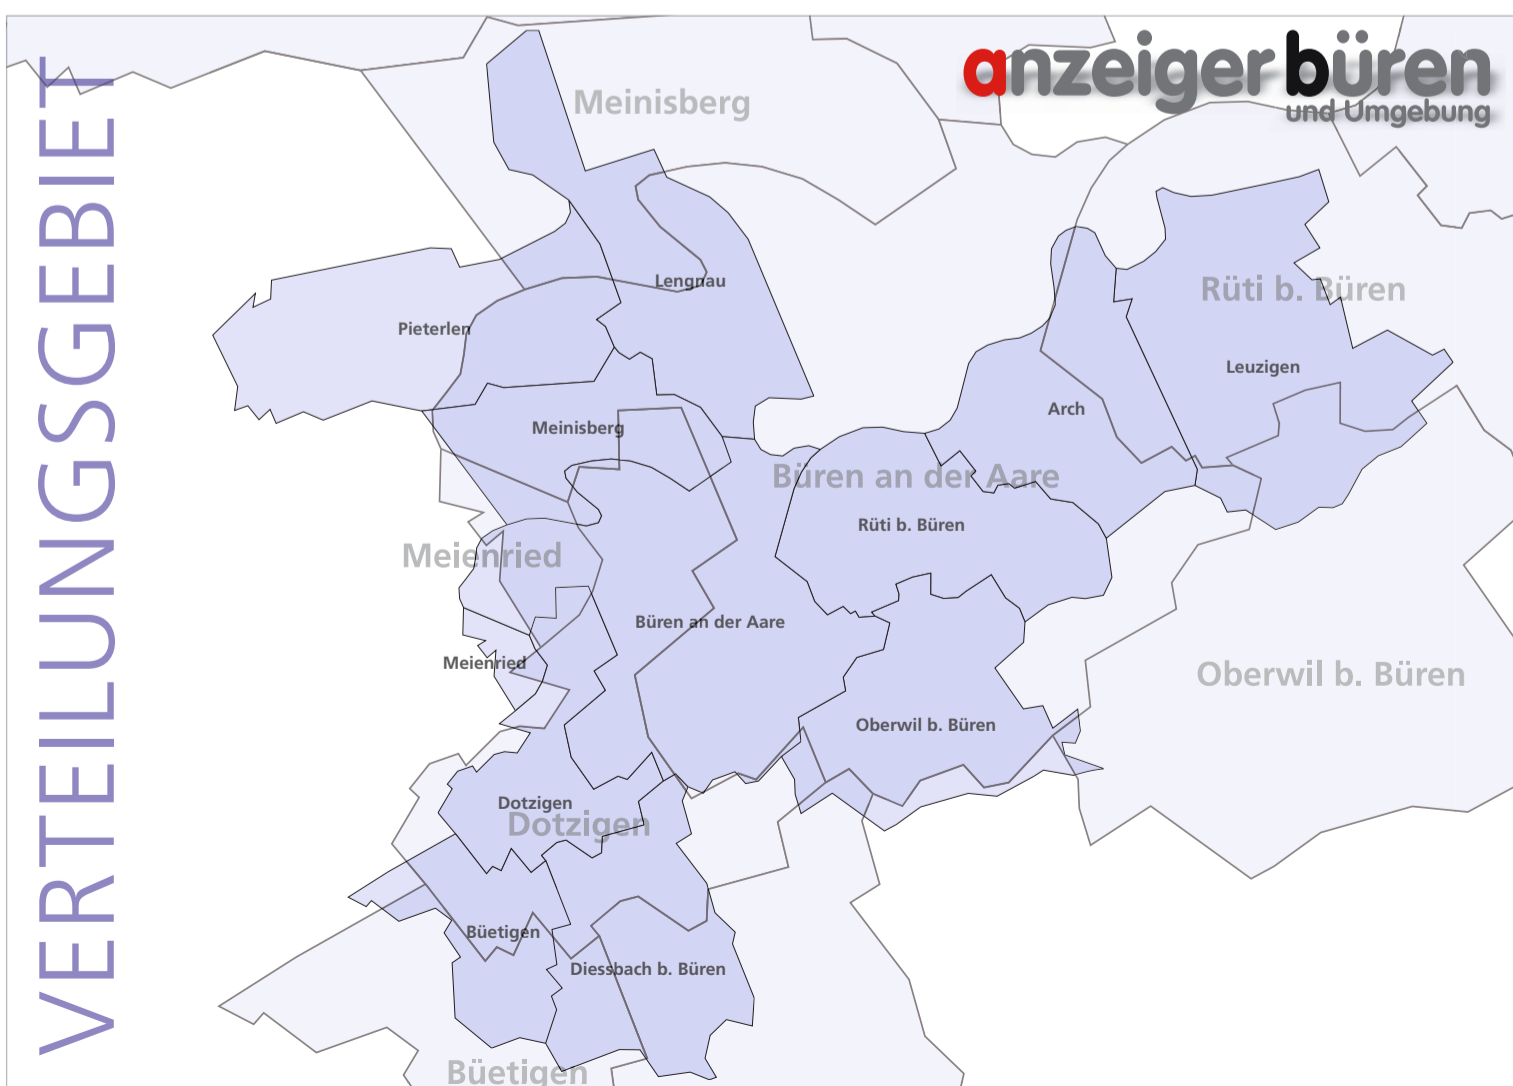 VERTEILUNGSGEBIET
anzeiger büren
und Umgebung
Meinisberg
Lengnau
Rüti b. Büren
Pieterlen
Leuzigen
Arch
Meinisberg
Büren an der Aare
Rüti b. Büren
Meienried
Büren an der Aare
Meienried
Oberwil b. Büren
Oberwil b. Büren
Dotzigen
Dotzigen
Büetigen
Diessbach b. Büren
Büetigen